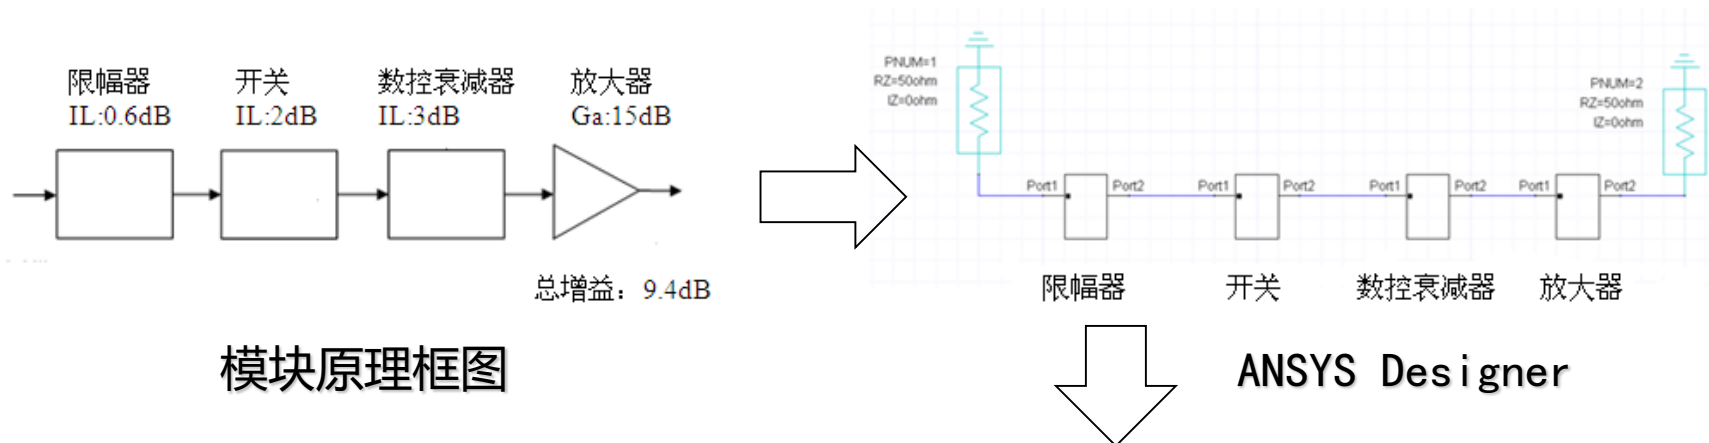 限幅器
IL:0.6dB
开关
IL:2dB
数控衰减器
IL:3dB
放大器
Ga:15dB
总增益：9.4dB
模块原理框图
PNUM=1
RZ=50ohm
IZ=0ohm
PNUM=2
RZ=50ohm
IZ=0ohm
Port1 Port2 Port1 Port2 Port1 Port2 Port1 Port2
限幅器 开关 数控衰减器 放大器
ANSYS Designer